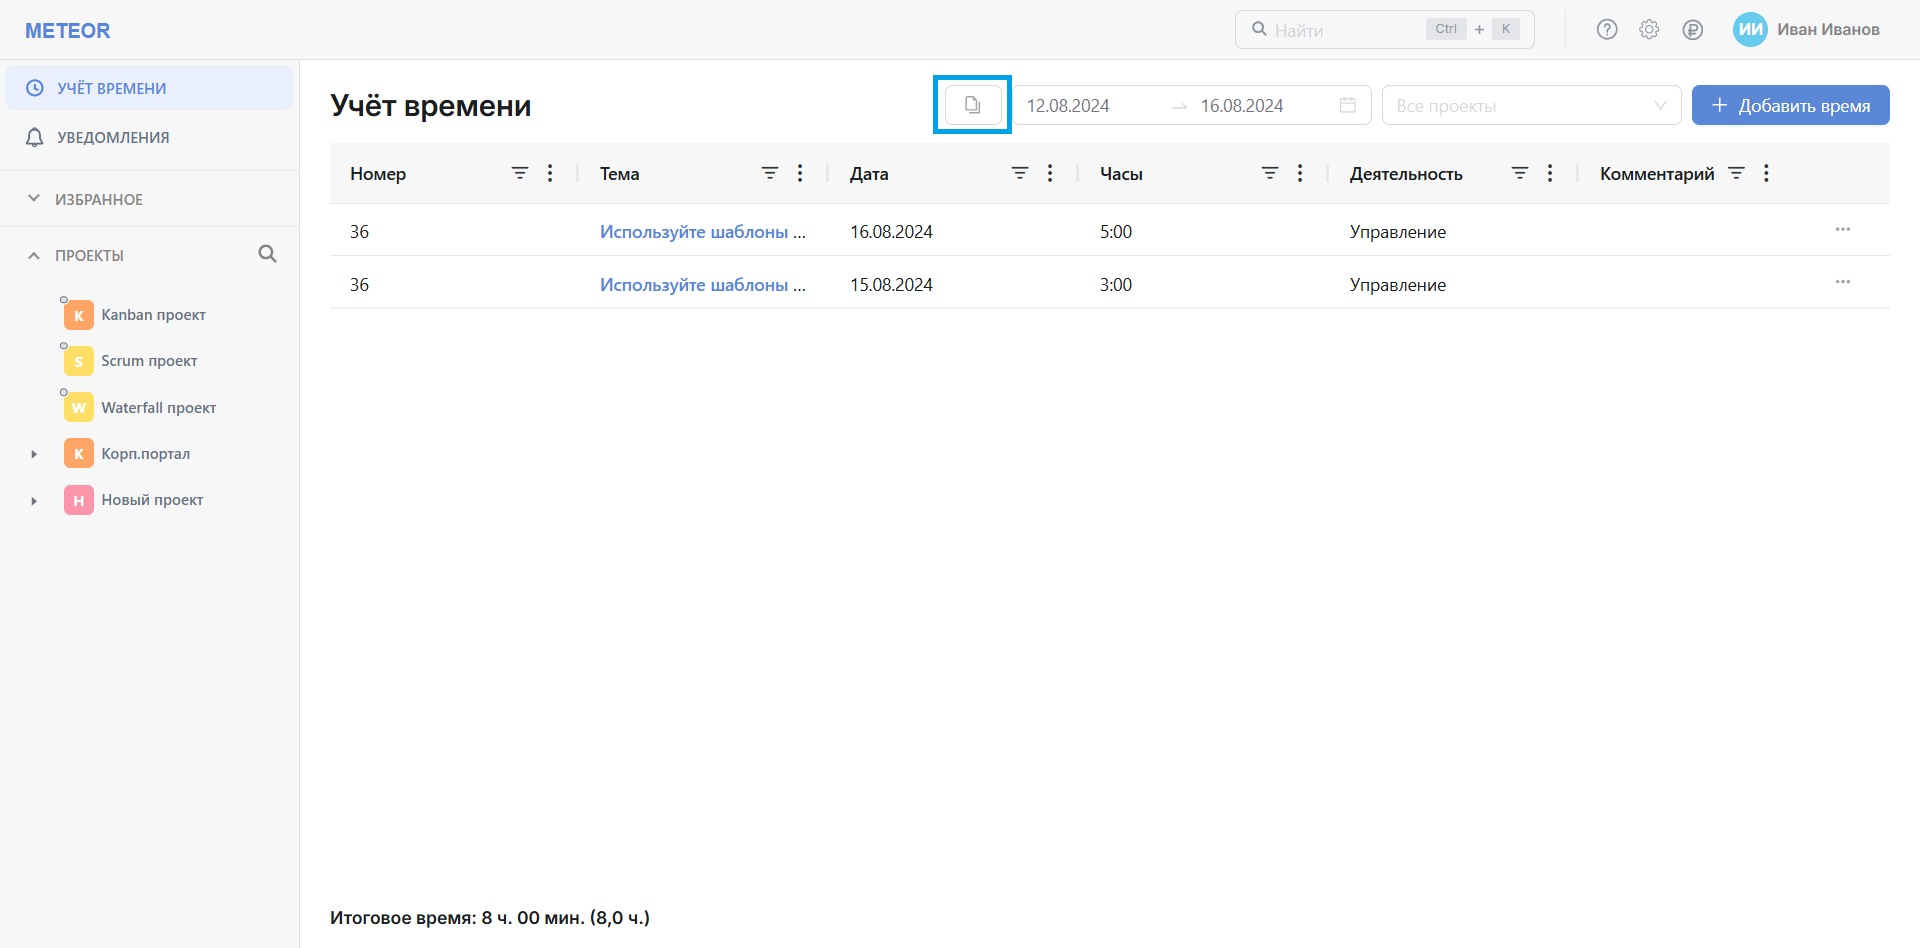 METEOR
Найти Ctrl + K
ИИ Иван Иванов
УЧЁТ ВРЕМЕНИ
УВЕДОМЛЕНИЯ
ИЗБРАННОЕ
ПРОЕКТЫ
K Kanban проект
S Scrum проект
W Waterfall проект
К Корп.портал
Н Новый проект
Учёт времени
12.08.2024 → 16.08.2024
Все проекты
+ Добавить время
Номер Тема Дата Часы Деятельность Комментарий
36 Используйте шаблоны ... 16.08.2024 5:00 Управление
36 Используйте шаблоны ... 15.08.2024 3:00 Управление
Итоговое время: 8 ч. 00 мин. (8,0 ч.)